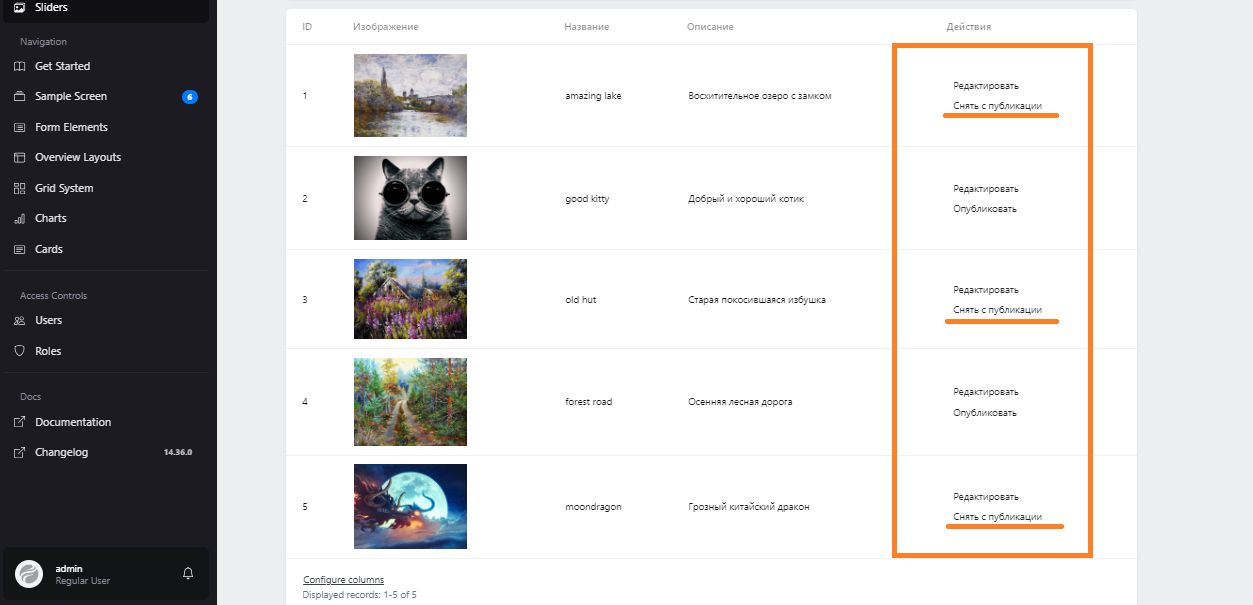 Sliders
Navigation
Get Started
Sample Screen 6
Form Elements
Overview Layouts
Grid System
Charts
Cards
Access Controls
Users
Roles
Docs
Documentation
Changelog 14.36.0
admin
Regular User
ID Изображение Название Описание Действия
1 amazing lake Восхитительное озеро с замком
Редактировать
Снять с публикации
2 good kitty Добрый и хороший котик
Редактировать
Опубликовать
3 old hut Старая покосившаяся избушка
Редактировать
Снять с публикации
4 forest road Осенняя лесная дорога
Редактировать
Опубликовать
5 moondragon Грозный китайский дракон
Редактировать
Снять с публикации
Configure columns
Displayed records: 1-5 of 5